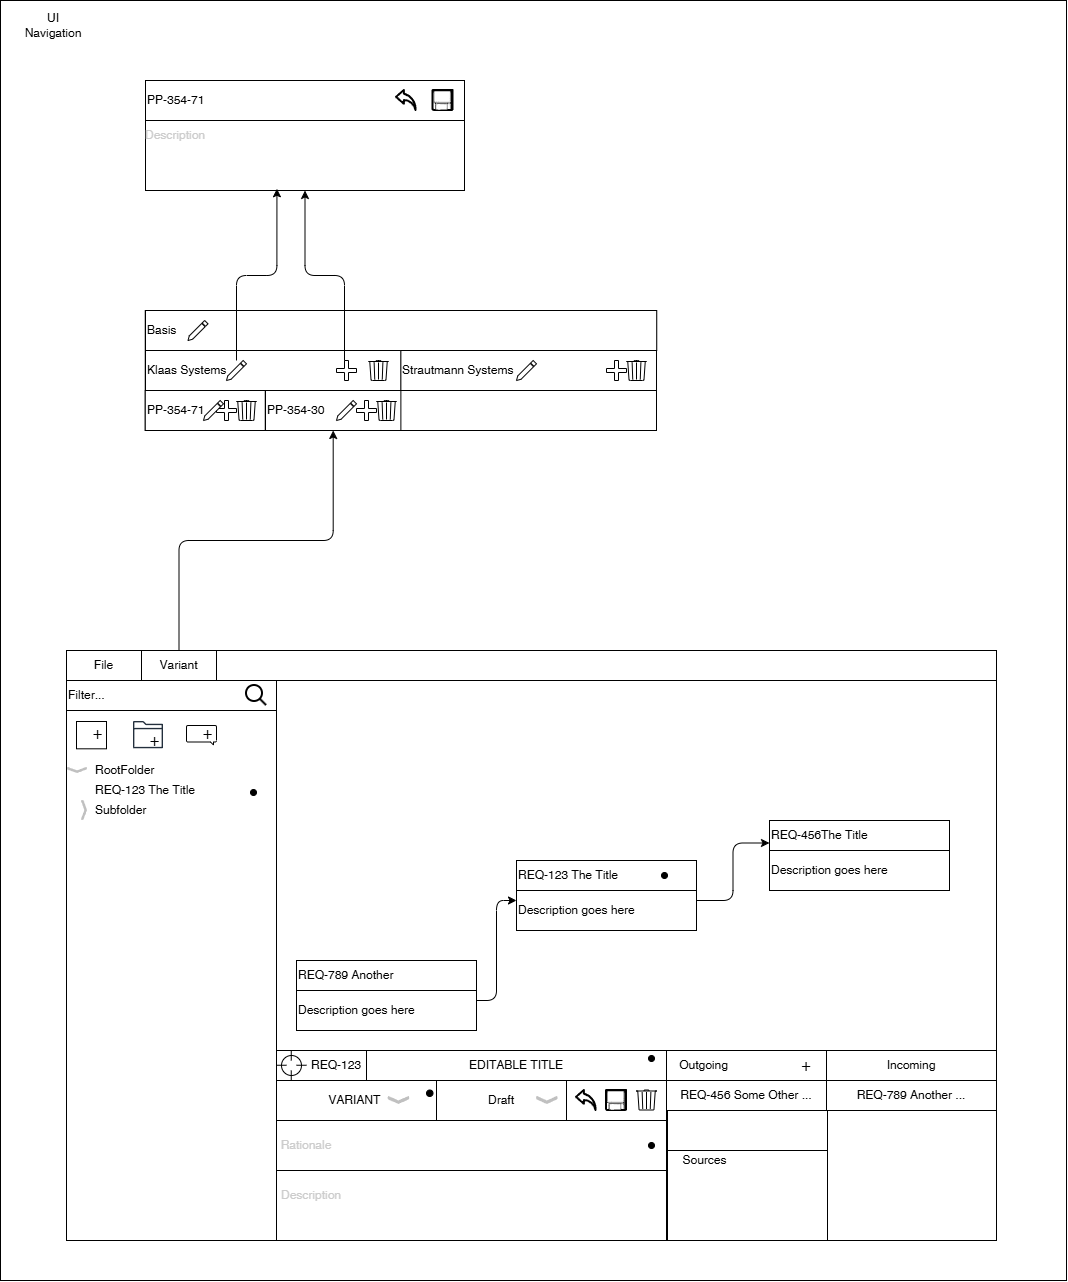 UI
Navigation
PP-354-71
Description
Basis
Klaas Systems
Strautmann Systems
PP-354-71
PP-354-30
File
Variant
Filter...
RootFolder
REQ-123 The Title
Subfolder
REQ-456The Title
Description goes here
REQ-123 The Title
Description goes here
REQ-789 Another
Description goes here
REQ-123
EDITABLE TITLE
Outgoing
+
Incoming
VARIANT
Draft
REQ-456 Some Other ...
REQ-789 Another ...
Rationale
Sources
Description